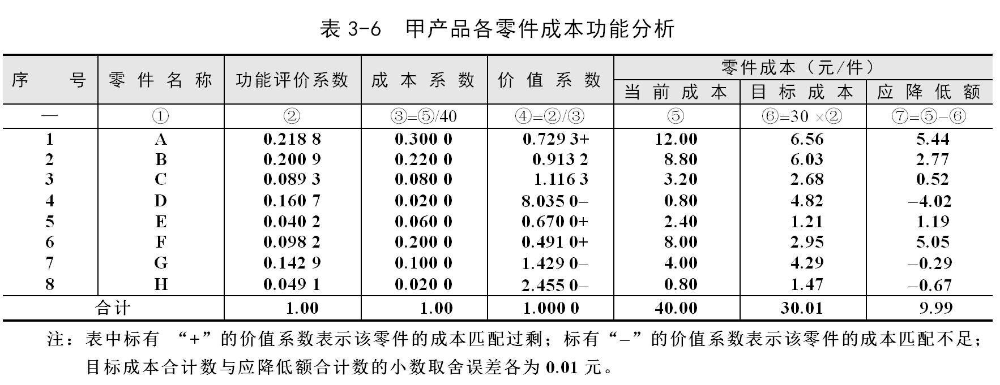 表 3-6 甲产品各零件成本功能分析
序 号 零 件 名 称 功能评价系数 成 本 系 数 价 值 系 数 零件成本（元/件）
当 前 成 本 目 标 成 本 应 降 低 额
— ① ② ③=⑤/40 ④=②/③ ⑤ ⑥=30 ×② ⑦=⑤−⑥
1 A 0.218 8 0.300 0 0.729 3+ 12.00 6.56 5.44
2 B 0.200 9 0.220 0 0.913 2 8.80 6.03 2.77
3 C 0.089 3 0.080 0 1.116 3 3.20 2.68 0.52
4 D 0.160 7 0.020 0 8.035 0− 0.80 4.82 −4.02
5 E 0.040 2 0.060 0 0.670 0+ 2.40 1.21 1.19
6 F 0.098 2 0.200 0 0.491 0+ 8.00 2.95 5.05
7 G 0.142 9 0.100 0 1.429 0− 4.00 4.29 −0.29
8 H 0.049 1 0.020 0 2.455 0− 0.80 1.47 −0.67
合计 1.00 1.00 1.000 0 40.00 30.01 9.99
注：表中标有 “+”的价值系数表示该零件的成本匹配过剩；标有“−”的价值系数表示该零件的成本匹配不足；
目标成本合计数与应降低额合计数的小数取舍误差各为 0.01 元。